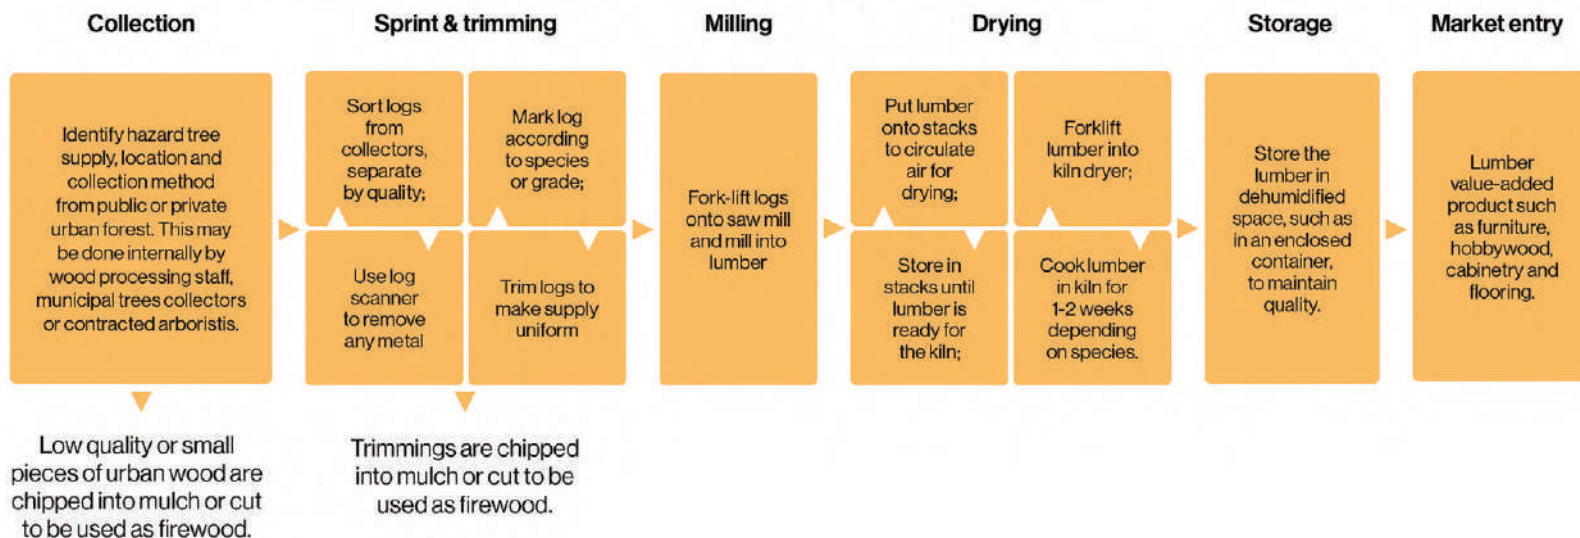 Collection
Identify hazard tree
supply, location and
collection method
from public or private
urban forest. This may
be done internally by
wood processing staff,
municipal trees collectors
or contracted arboristis.
Low quality or small
pieces of urban wood are
chipped into mulch or cut
to be used as firewood.
Sprint & trimming
Sort logs
from
collectors,
separate
by quality;
Mark log
according
to species
or grade;
Use log
scanner
to remove
any metal
Trim logs to
make supply
uniform
Trimmings are chipped
into mulch or cut to be
used as firewood.
Milling
Fork-lift logs
onto saw mill
and mill into
lumber
Drying
Put lumber
onto stacks
to circulate
air for
drying;
Forklift
lumber into
kiln dryer;
Store in
stacks until
lumber is
ready for
the kiln;
Cook lumber
in kiln for
1-2 weeks
depending
on species.
Storage
Store the
lumber in
dehumidified
space, such as
in an enclosed
container,
to maintain
quality.
Market entry
Lumber
value-added
product such
as furniture,
hobbywood,
cabinetry and
flooring.